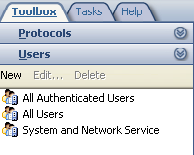 Toolbox Tasks Help
Protocols
Users
New Edit... Delete
All Authenticated Users
All Users
System and Network Service